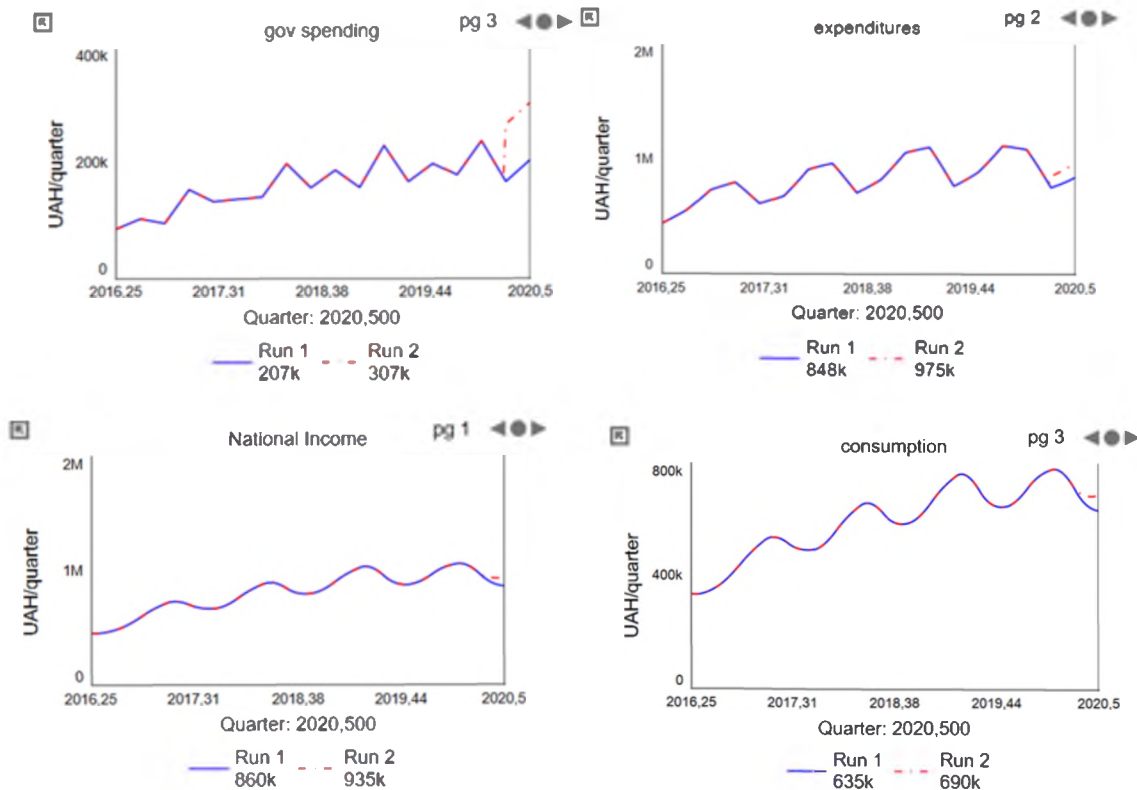 gov spending
pg 3
400k
200k
0
UAH/quarter
2016,25 2017,31 2018,38 2019,44 2020,5
Quarter: 2020,500
Run 1 Run 2
207k 307k
expenditures
pg 2
2M
1M
0
UAH/quarter
2016,25 2017,31 2018,38 2019,44 2020,5
Quarter: 2020,500
Run 1 Run 2
848k 975k
National Income
pg 1
2M
1M
0
UAH/quarter
2016,25 2017,31 2018,38 2019,44 2020,5
Quarter: 2020,500
Run 1 Run 2
860k 935k
consumption
pg 3
800k
400k
0
UAH/quarter
2016,25 2017,31 2018,38 2019,44 2020,5
Quarter: 2020,500
Run 1 Run 2
635k 690k